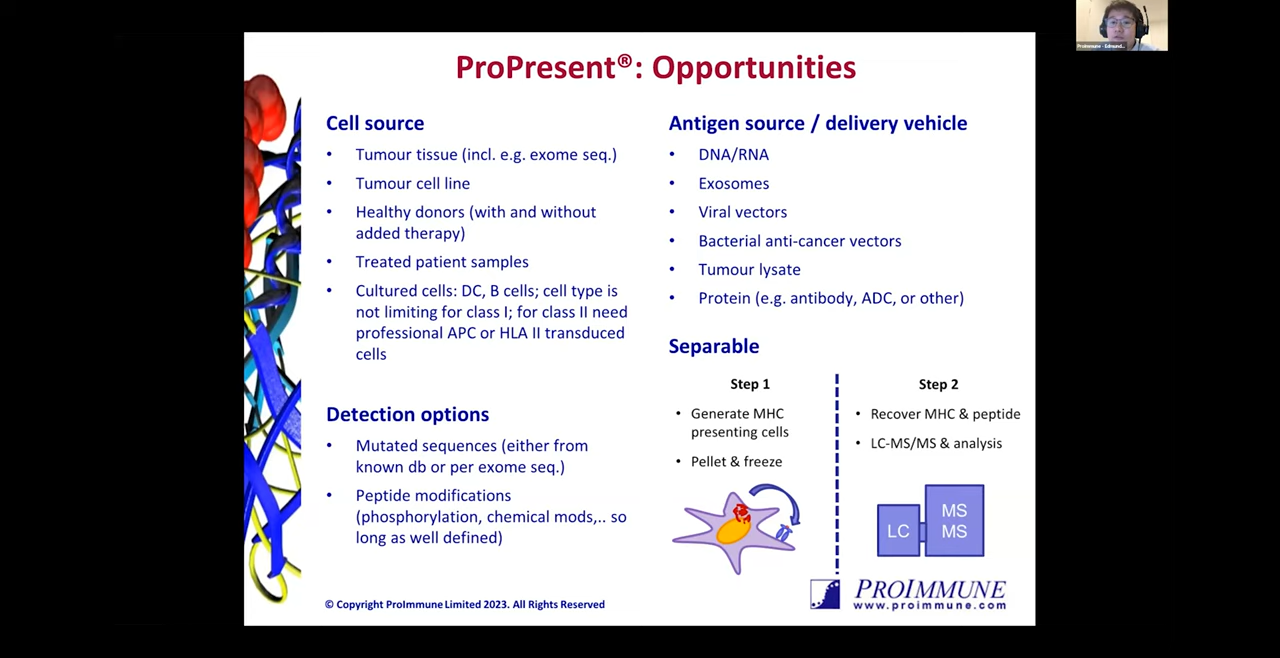 ProPresent®: Opportunities
Cell source
• Tumour tissue (incl. e.g. exome seq.)
• Tumour cell line
• Healthy donors (with and without
added therapy)
• Treated patient samples
• Cultured cells: DC, B cells; cell type is
not limiting for class I; for class II need
professional APC or HLA II transduced
cells
Detection options
• Mutated sequences (either from
known db or per exome seq.)
• Peptide modifications
(phosphorylation, chemical mods,.. so
long as well defined)
Antigen source / delivery vehicle
• DNA/RNA
• Exosomes
• Viral vectors
• Bacterial anti-cancer vectors
• Tumour lysate
• Protein (e.g. antibody, ADC, or other)
Separable
Step 1
• Generate MHC
presenting cells
• Pellet & freeze
Step 2
• Recover MHC & peptide
• LC-MS/MS & analysis
LC
MS
MS
© Copyright ProImmune Limited 2023. All Rights Reserved
PROIMMUNE
www.proimmune.com
ProImmune - Edmund...